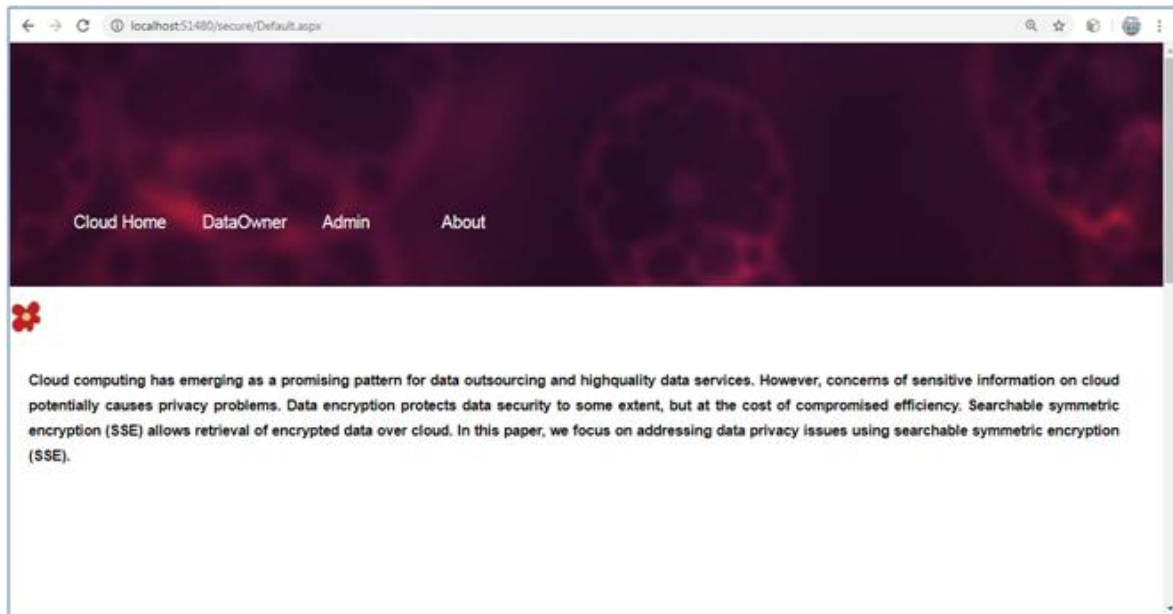 localhost:51480/secure/Default.aspx
Cloud Home DataOwner Admin About
Cloud computing has emerging as a promising pattern for data outsourcing and highquality data services. However, concerns of sensitive information on cloud
potentially causes privacy problems. Data encryption protects data security to some extent, but at the cost of compromised efficiency. Searchable symmetric
encryption (SSE) allows retrieval of encrypted data over cloud. In this paper, we focus on addressing data privacy issues using searchable symmetric encryption
(SSE).